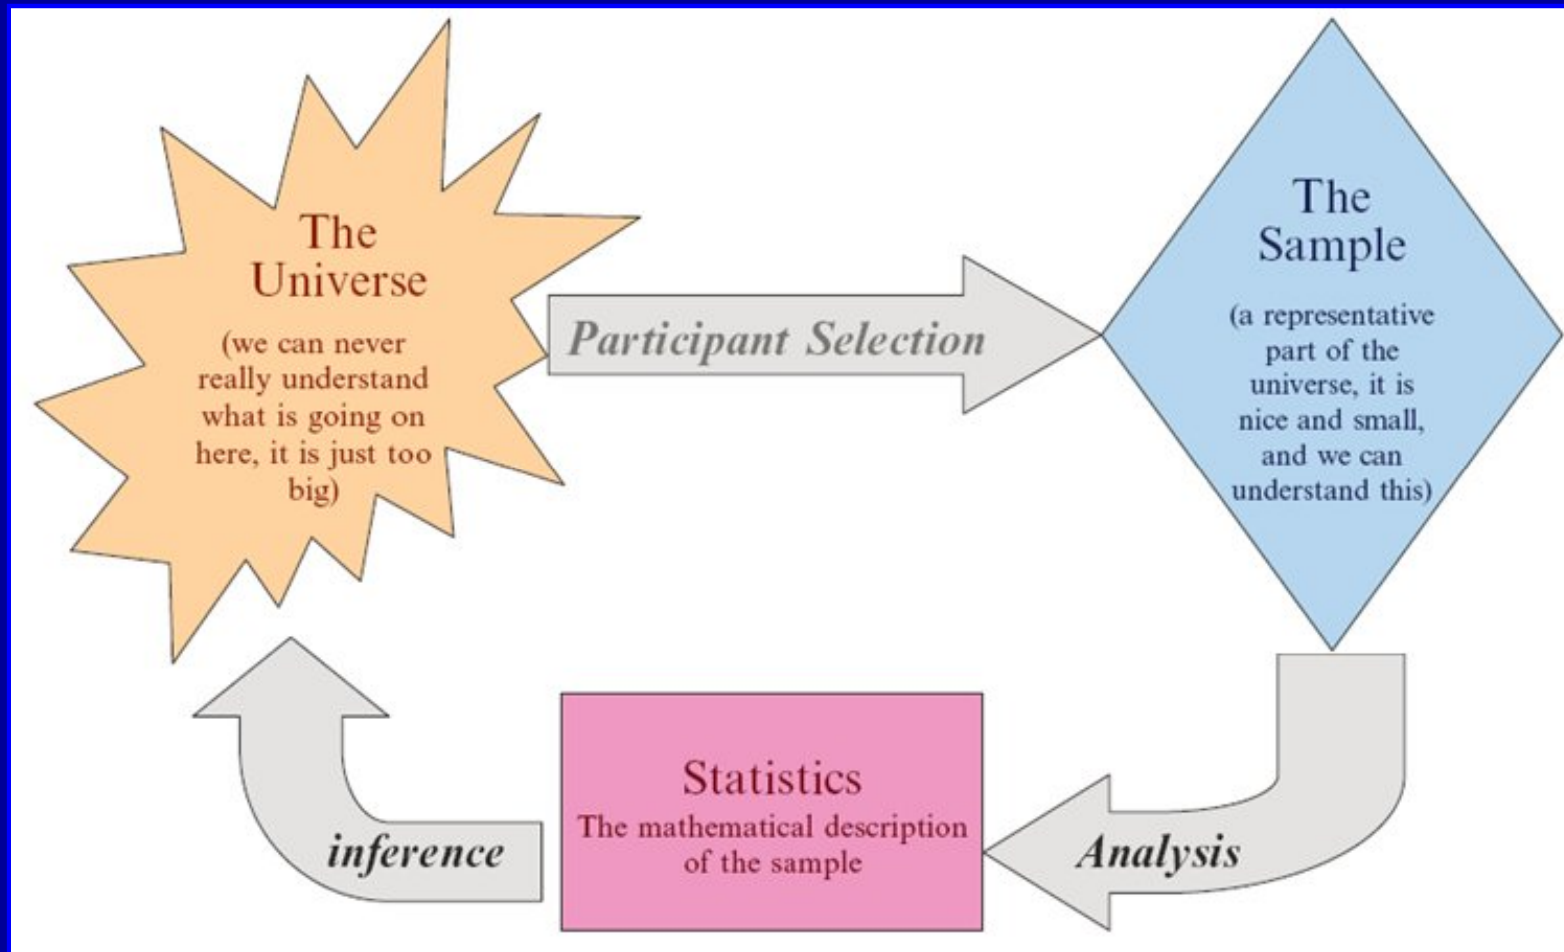 The
Universe
(we can never
really understand
what is going on
here, it is just too
big)
Participant Selection
The
Sample
(a representative
part of the
universe, it is
nice and small,
and we can
understand this)
Analysis
Statistics
The mathematical description
of the sample
inference